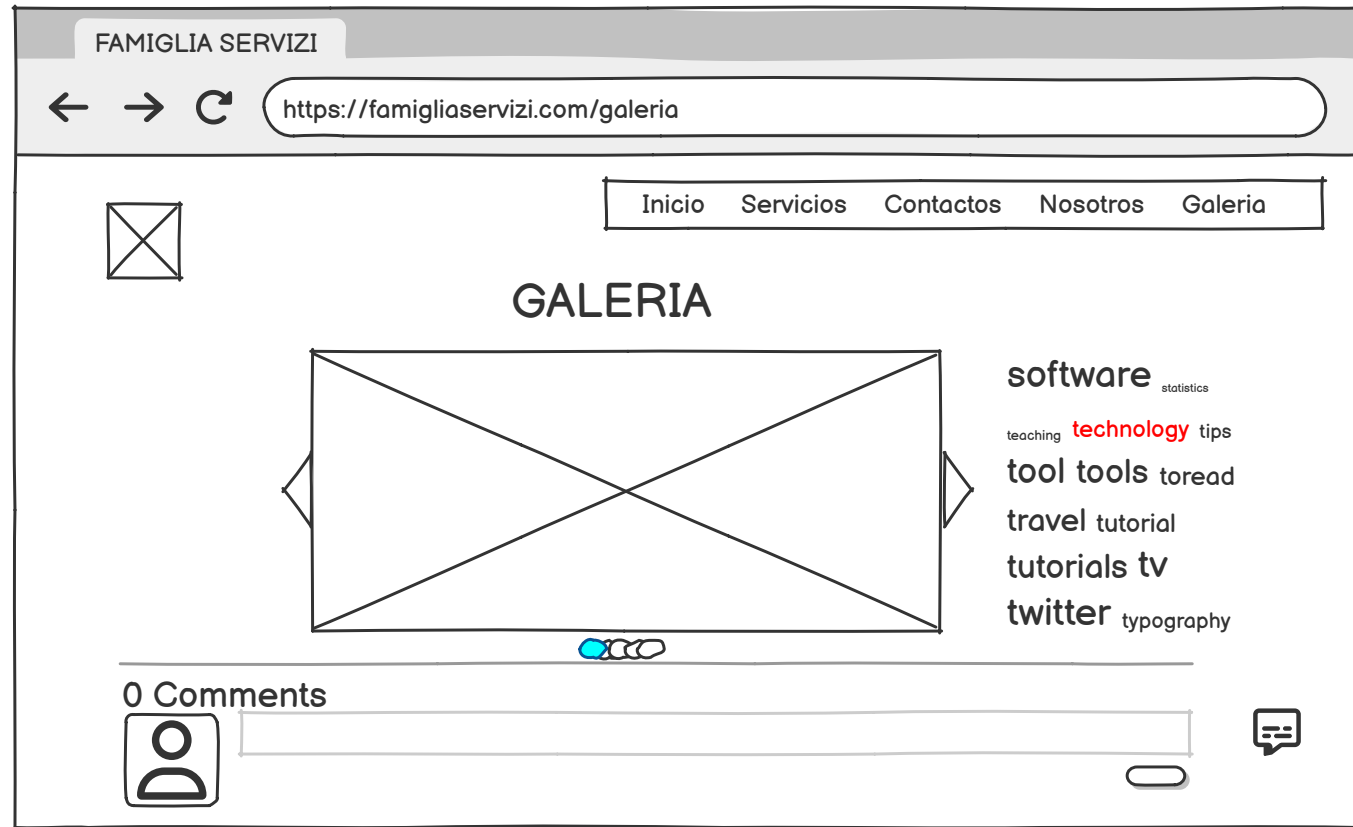 FAMIGLIA SERVIZI
https://famigliaservizi.com/galeria
Inicio Servicios Contactos Nosotros Galeria
GALERIA
software statistics
teaching technology tips
tool tools toread
travel tutorial
tutorials tv
twitter typography
0 Comments